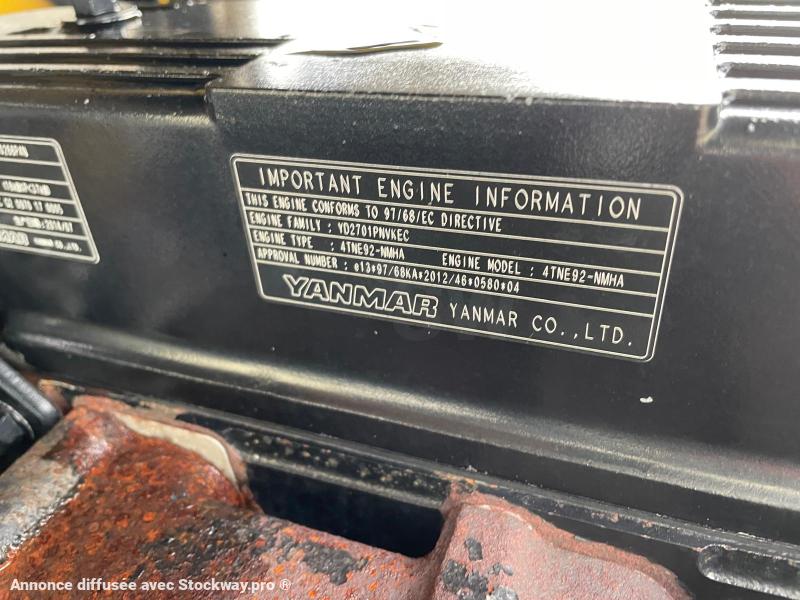 IMPORTANT ENGINE INFORMATION
THIS ENGINE CONFORMS TO 97/68/EC DIRECTIVE
ENGINE FAMILY : YD2701PNVKEC
ENGINE TYPE : 4TNE92-NMHA ENGINE MODEL : 4TNE92-NMHA
APPROVAL NUMBER : e13*97/68KA*2012/46*0580*04
YANMAR YANMAR CO.,LTD.
Annonce diffusée avec Stockway.pro ®